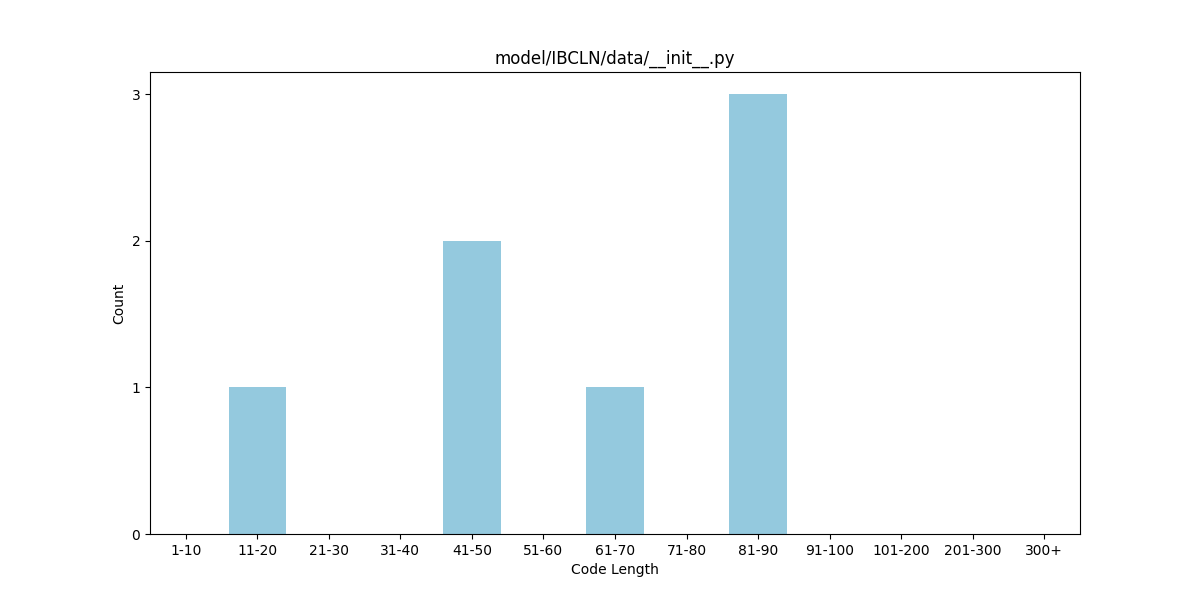 model/IBCLN/data/__init__.py
Count
3
2
1
0
1-10 11-20 21-30 31-40 41-50 51-60 61-70 71-80 81-90 91-100 101-200 201-300 300+
Code Length